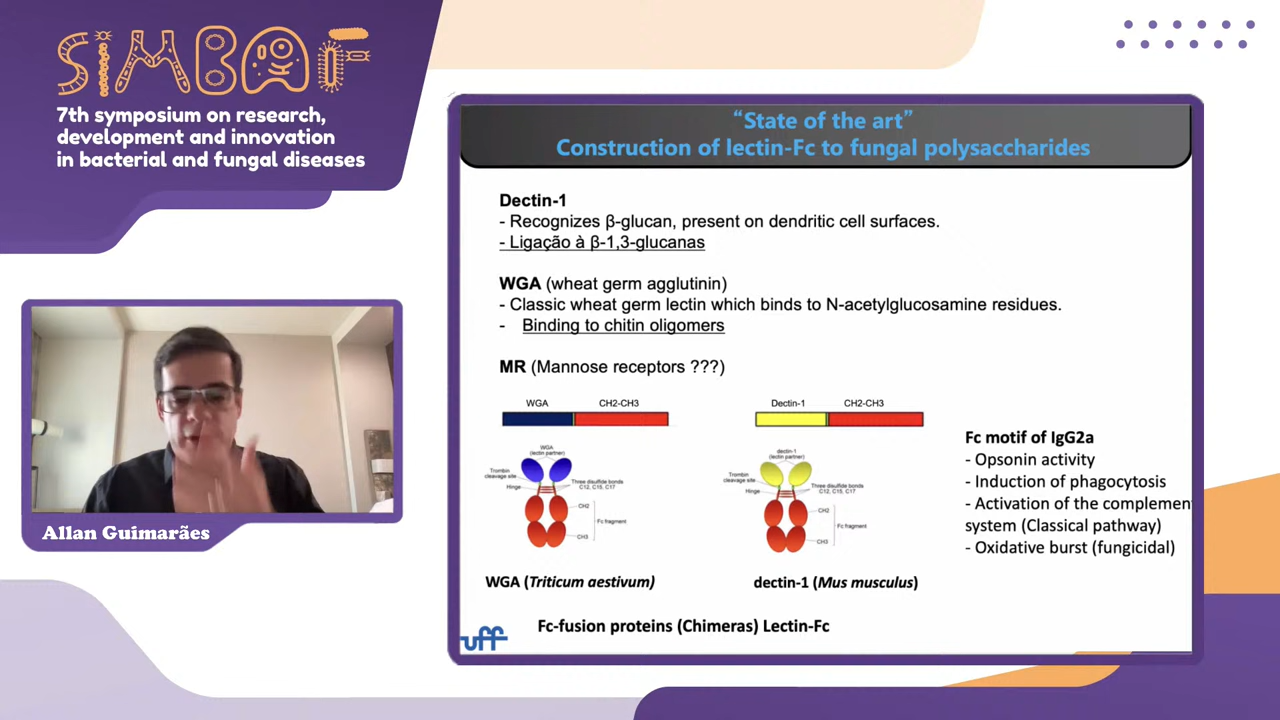 SIMBAF
7th symposium on research,
development and innovation
in bacterial and fungal diseases
Allan Guimarães
“State of the art”
Construction of lectin-Fc to fungal polysaccharides
Dectin-1
- Recognizes β-glucan, present on dendritic cell surfaces.
- Ligação à β-1,3-glucanas
WGA (wheat germ agglutinin)
- Classic wheat germ lectin which binds to N-acetylglucosamine residues.
- Binding to chitin oligomers
MR (Mannose receptors ???)
WGA CH2-CH3
WGA
(lectin partner)
Trombin
cleavage site
Hinge
Three disulfide bonds
C12, C15, C17
CH2
Fc fragment
CH3
WGA (Triticum aestivum)
Dectin-1 CH2-CH3
dectin-1
(lectin partner)
Trombin
cleavage site
Hinge
Three disulfide bonds
C12, C15, C17
CH2
Fc fragment
CH3
dectin-1 (Mus musculus)
Fc motif of IgG2a
- Opsonin activity
- Induction of phagocytosis
- Activation of the complemen
system (Classical pathway)
- Oxidative burst (fungicidal)
Fc-fusion proteins (Chimeras) Lectin-Fc
uff